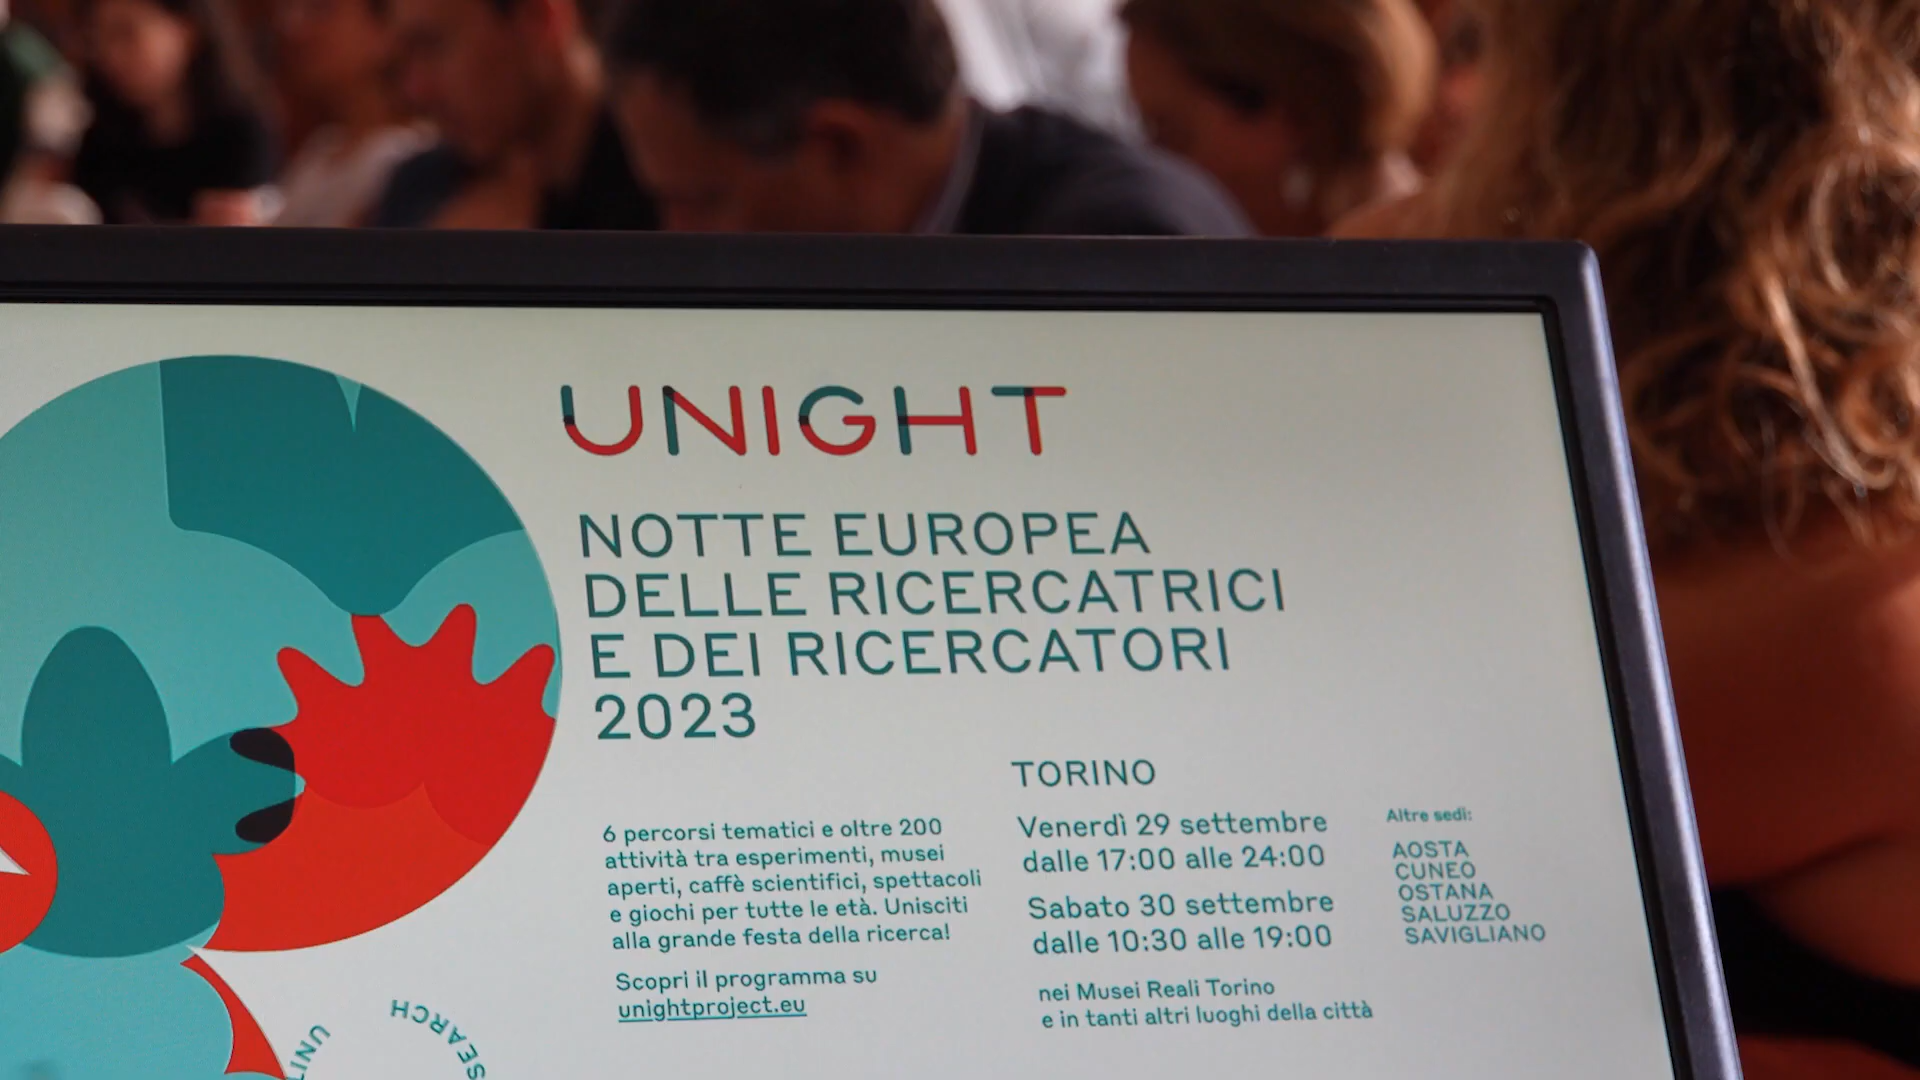 UNIGHT
NOTTE EUROPEA
DELLE RICERCATRICI
E DEI RICERCATORI
2023
6 percorsi tematici e oltre 200
attività tra esperimenti, musei
aperti, caffè scientifici, spettacoli
e giochi per tutte le età. Unisciti
alla grande festa della ricerca!
Scopri il programma su
unightproject.eu
TORINO
Venerdì 29 settembre
dalle 17:00 alle 24:00
Sabato 30 settembre
dalle 10:30 alle 19:00
nei Musei Reali Torino
e in tanti altri luoghi della città
Altre sedi:
AOSTA
CUNEO
OSTANA
SALUZZO
SAVIGLIANO